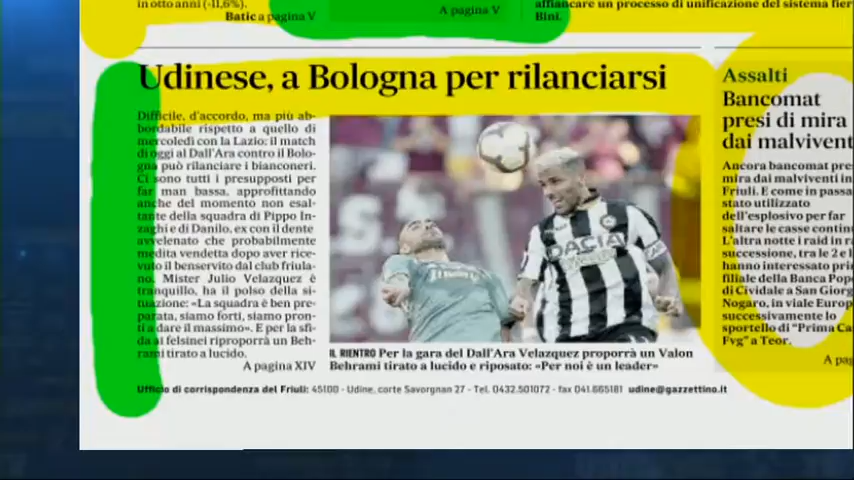 in otto anni (-11,6%).
Batic a pagina V
A pagina V
affiancare un processo di unificazione del sistema fier
Bini.
Udinese, a Bologna per rilanciarsi
Difficile, d'accordo, ma più ab-
bordabile rispetto a quello di
mercoledì con la Lazio: il match
di oggi al Dall'Ara contro il Bolo-
gna può rilanciare i bianconeri.
Ci sono tutti i presupposti per
far man bassa, approfittando
anche del momento non esal-
tante della squadra di Pippo In-
zaghi e di Danilo, ex con il dente
avvelenato che probabilmente
medita vendetta dopo aver rice-
vuto il benservito dal club friula-
no. Mister Julio Velazquez è
tranquillo, ha il polso della si-
tuazione: «La squadra è ben pre-
parata, siamo forti, siamo pron-
ti a dare il massimo». E per la sfi-
da ai felsinei riproporrà un Beh-
rami tirato a lucido.
A pagina XIV
DACIA
IL RIENTRO Per la gara del Dall'Ara Velazquez proporrà un Valon
Behrami tirato a lucido e riposato: «Per noi è un leader»
Assalti
Bancomat
presi di mira
dai malvivent
Ancora bancomat pres
mira dai malviventi in
Friuli. E come in passa
stato utilizzato
dell'esplosivo per far
saltare le casse contin
L'altra notte i raid in ra
successione, tra le 2 e l
hanno interessato prim
filiale della Banca Pop
di Cividale a San Giorg
Nogaro, in viale Europ
successivamente lo
sportello di "Prima Ca
Fvg" a Teor.
A pag
Ufficio di corrispondenza del Friuli: 45100 - Udine, corte Savorgnan 27 - Tel. 0432.501072 - fax 041.665181 udine@gazzettino.it